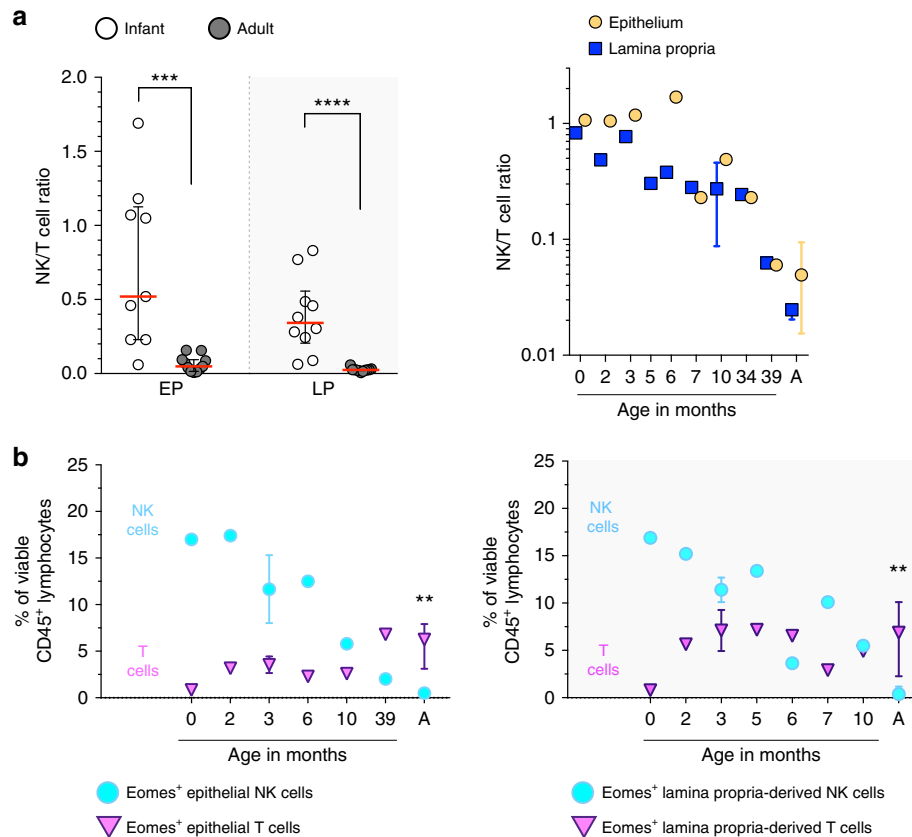 a
Infant
Adult
NK/T cell ratio
2.0
1.5
1.0
0.5
0.0
***
****
EP
LP
Epithelium
Lamina propria
NK/T cell ratio
1
0.1
0.01
0 2 3 5 6 7 10 34 39 A
Age in months
b
% of viable
CD45⁺ lymphocytes
25
20
15
10
5
0
NK
cells
T
cells
**
0 2 3 6 10 39 A
Age in months
Eomes⁺ epithelial NK cells
Eomes⁺ epithelial T cells
% of viable
CD45⁺ lymphocytes
25
20
15
10
5
0
NK
cells
T
cells
**
0 2 3 5 6 7 10 A
Age in months
Eomes⁺ lamina propria-derived NK cells
Eomes⁺ lamina propria-derived T cells